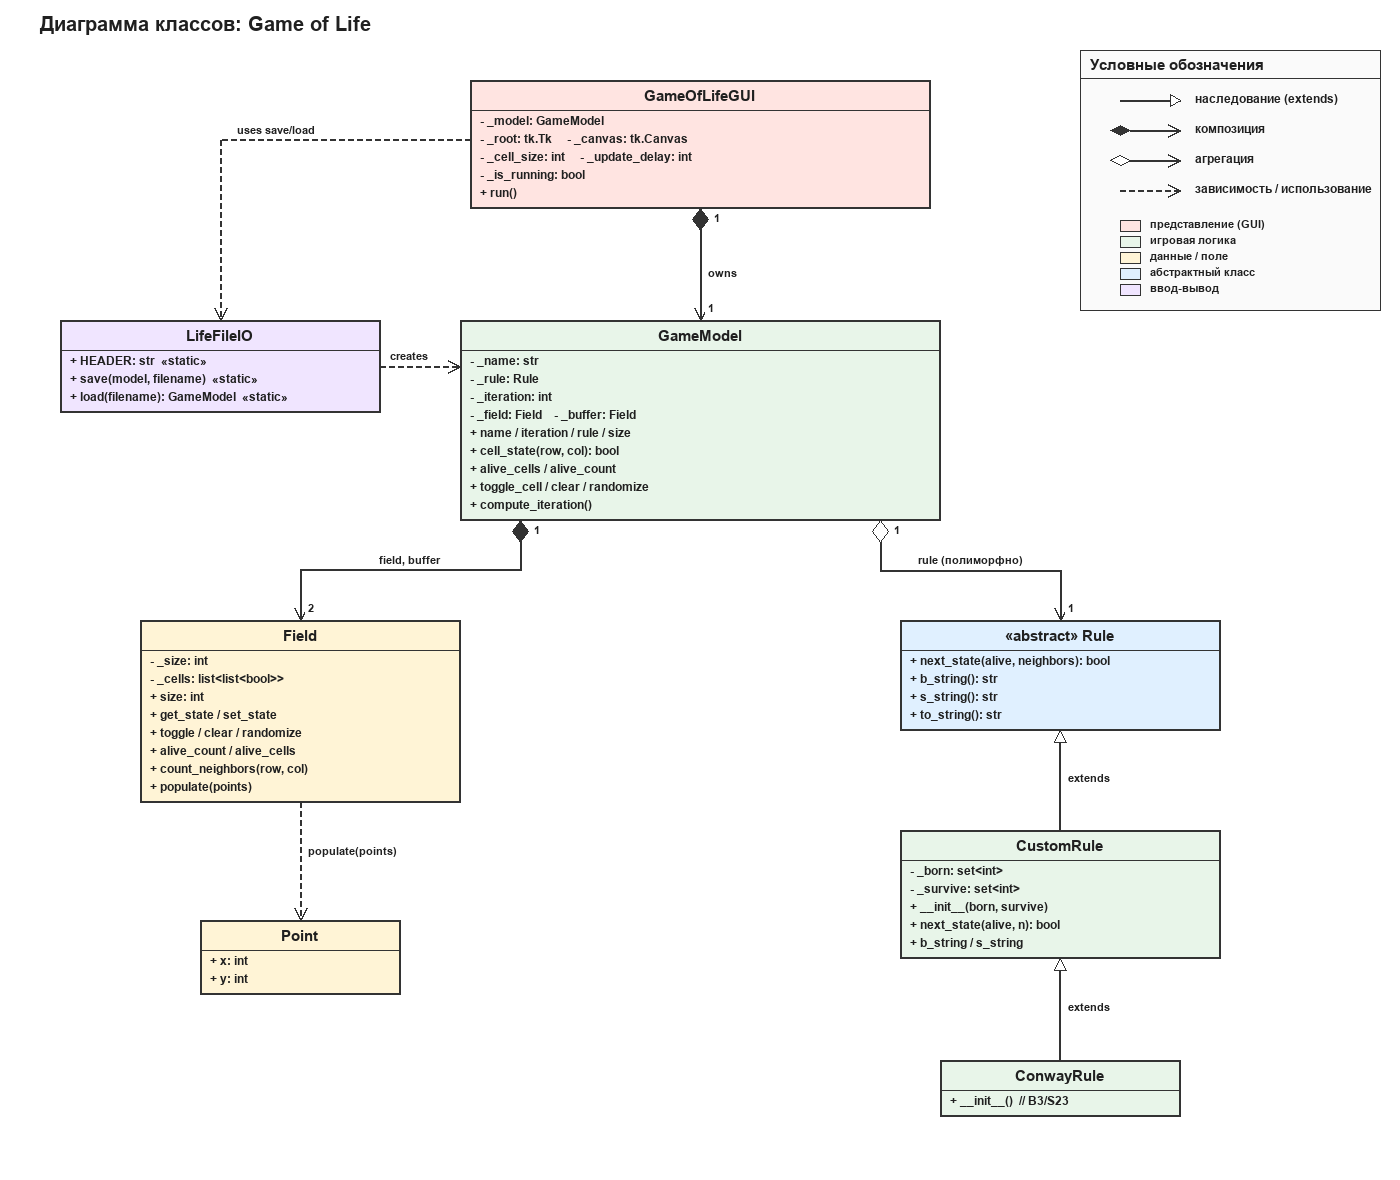 Диаграмма классов: Game of Life
Условные обозначения
наследование (extends)
композиция
агрегация
зависимость / использование
представление (GUI)
игровая логика
данные / поле
абстрактный класс
ввод-вывод
GameOfLifeGUI
- _model: GameModel
- _root: tk.Tk - _canvas: tk.Canvas
- _cell_size: int - _update_delay: int
- _is_running: bool
+ run()
uses save/load
1
owns
1
LifeFileIO
+ HEADER: str «static»
+ save(model, filename) «static»
+ load(filename): GameModel «static»
creates
GameModel
- _name: str
- _rule: Rule
- _iteration: int
- _field: Field - _buffer: Field
+ name / iteration / rule / size
+ cell_state(row, col): bool
+ alive_cells / alive_count
+ toggle_cell / clear / randomize
+ compute_iteration()
1
1
field, buffer
rule (полиморфно)
2
1
Field
- _size: int
- _cells: list<list<bool>>
+ size: int
+ get_state / set_state
+ toggle / clear / randomize
+ alive_count / alive_cells
+ count_neighbors(row, col)
+ populate(points)
«abstract» Rule
+ next_state(alive, neighbors): bool
+ b_string(): str
+ s_string(): str
+ to_string(): str
extends
populate(points)
CustomRule
- _born: set<int>
- _survive: set<int>
+ __init__(born, survive)
+ next_state(alive, n): bool
+ b_string / s_string
Point
+ x: int
+ y: int
extends
ConwayRule
+ __init__() // B3/S23